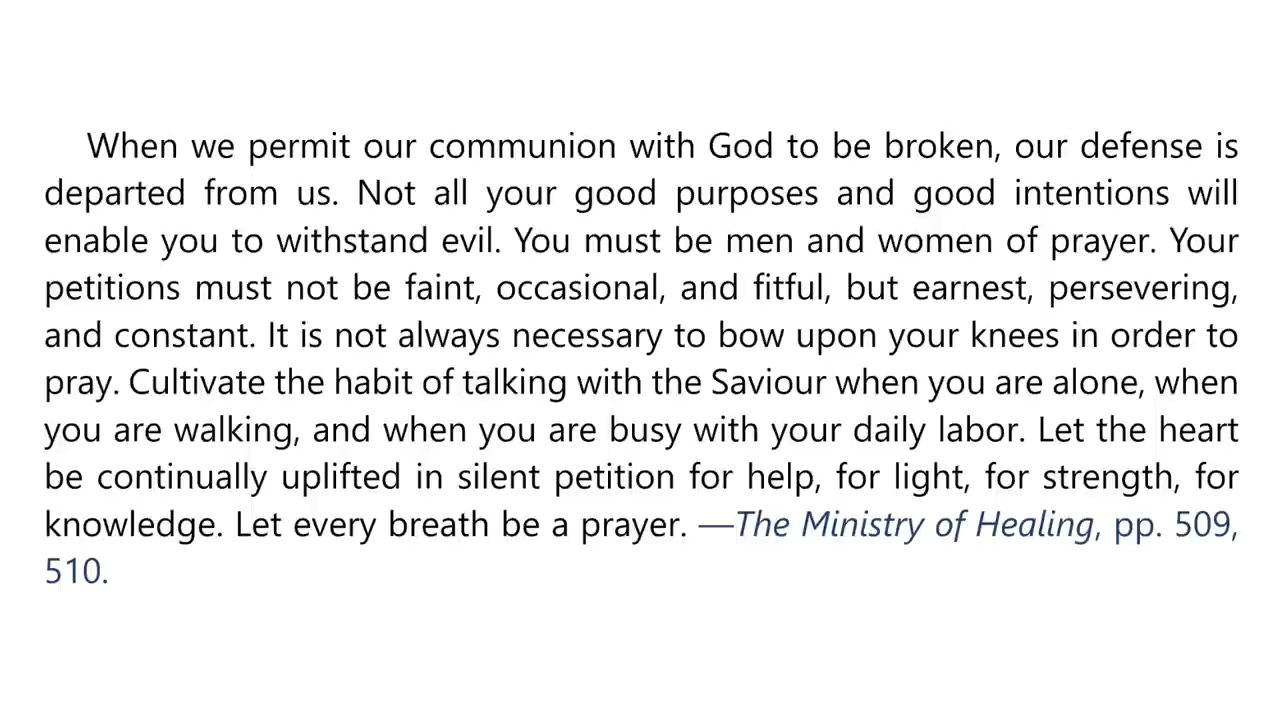 When we permit our communion with God to be broken, our defense is
departed from us. Not all your good purposes and good intentions will
enable you to withstand evil. You must be men and women of prayer. Your
petitions must not be faint, occasional, and fitful, but earnest, persevering,
and constant. It is not always necessary to bow upon your knees in order to
pray. Cultivate the habit of talking with the Saviour when you are alone, when
you are walking, and when you are busy with your daily labor. Let the heart
be continually uplifted in silent petition for help, for light, for strength, for
knowledge. Let every breath be a prayer. —The Ministry of Healing, pp. 509,
510.